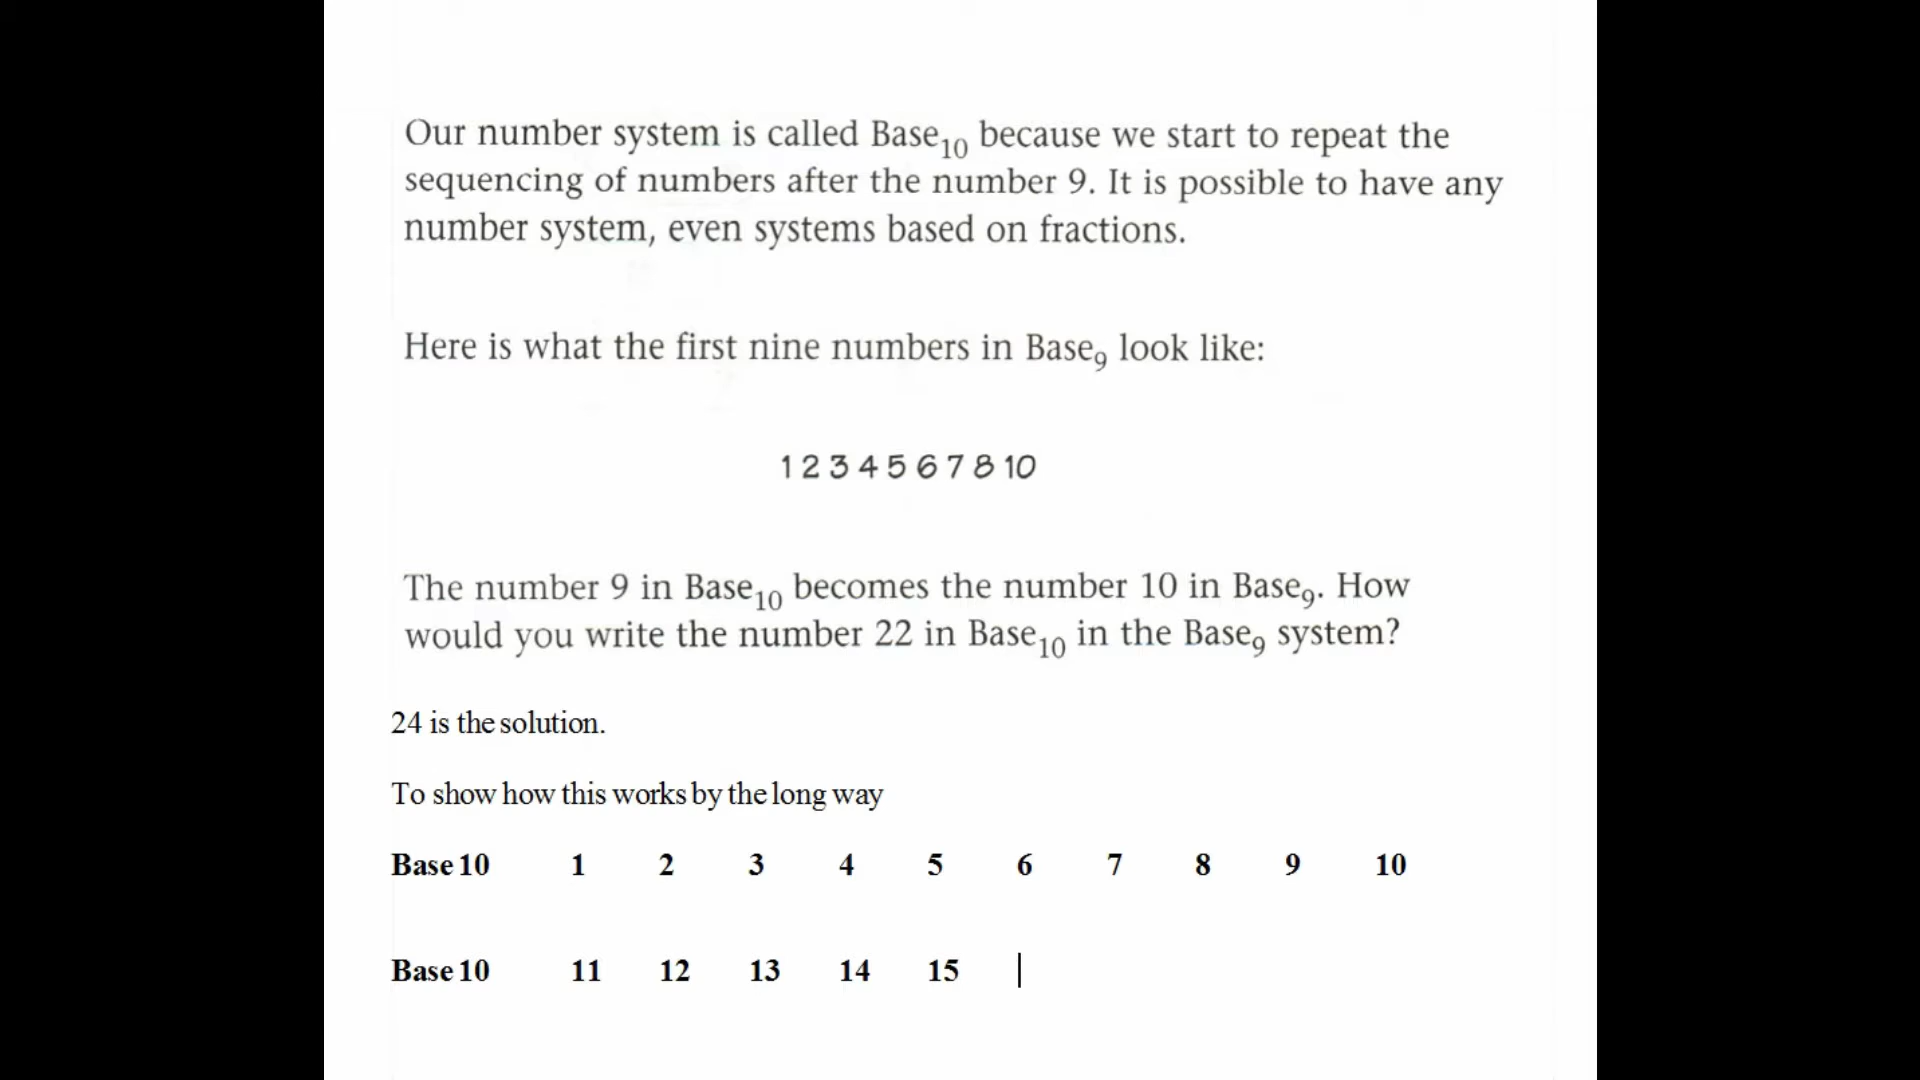 Our number system is called Base10 because we start to repeat the
sequencing of numbers after the number 9. It is possible to have any
number system, even systems based on fractions.
Here is what the first nine numbers in Base9 look like:
1 2 3 4 5 6 7 8 10
The number 9 in Base10 becomes the number 10 in Base9. How
would you write the number 22 in Base10 in the Base9 system?
24 is the solution.
To show how this works by the long way
Base 10 1 2 3 4 5 6 7 8 9 10
Base 10 11 12 13 14 15